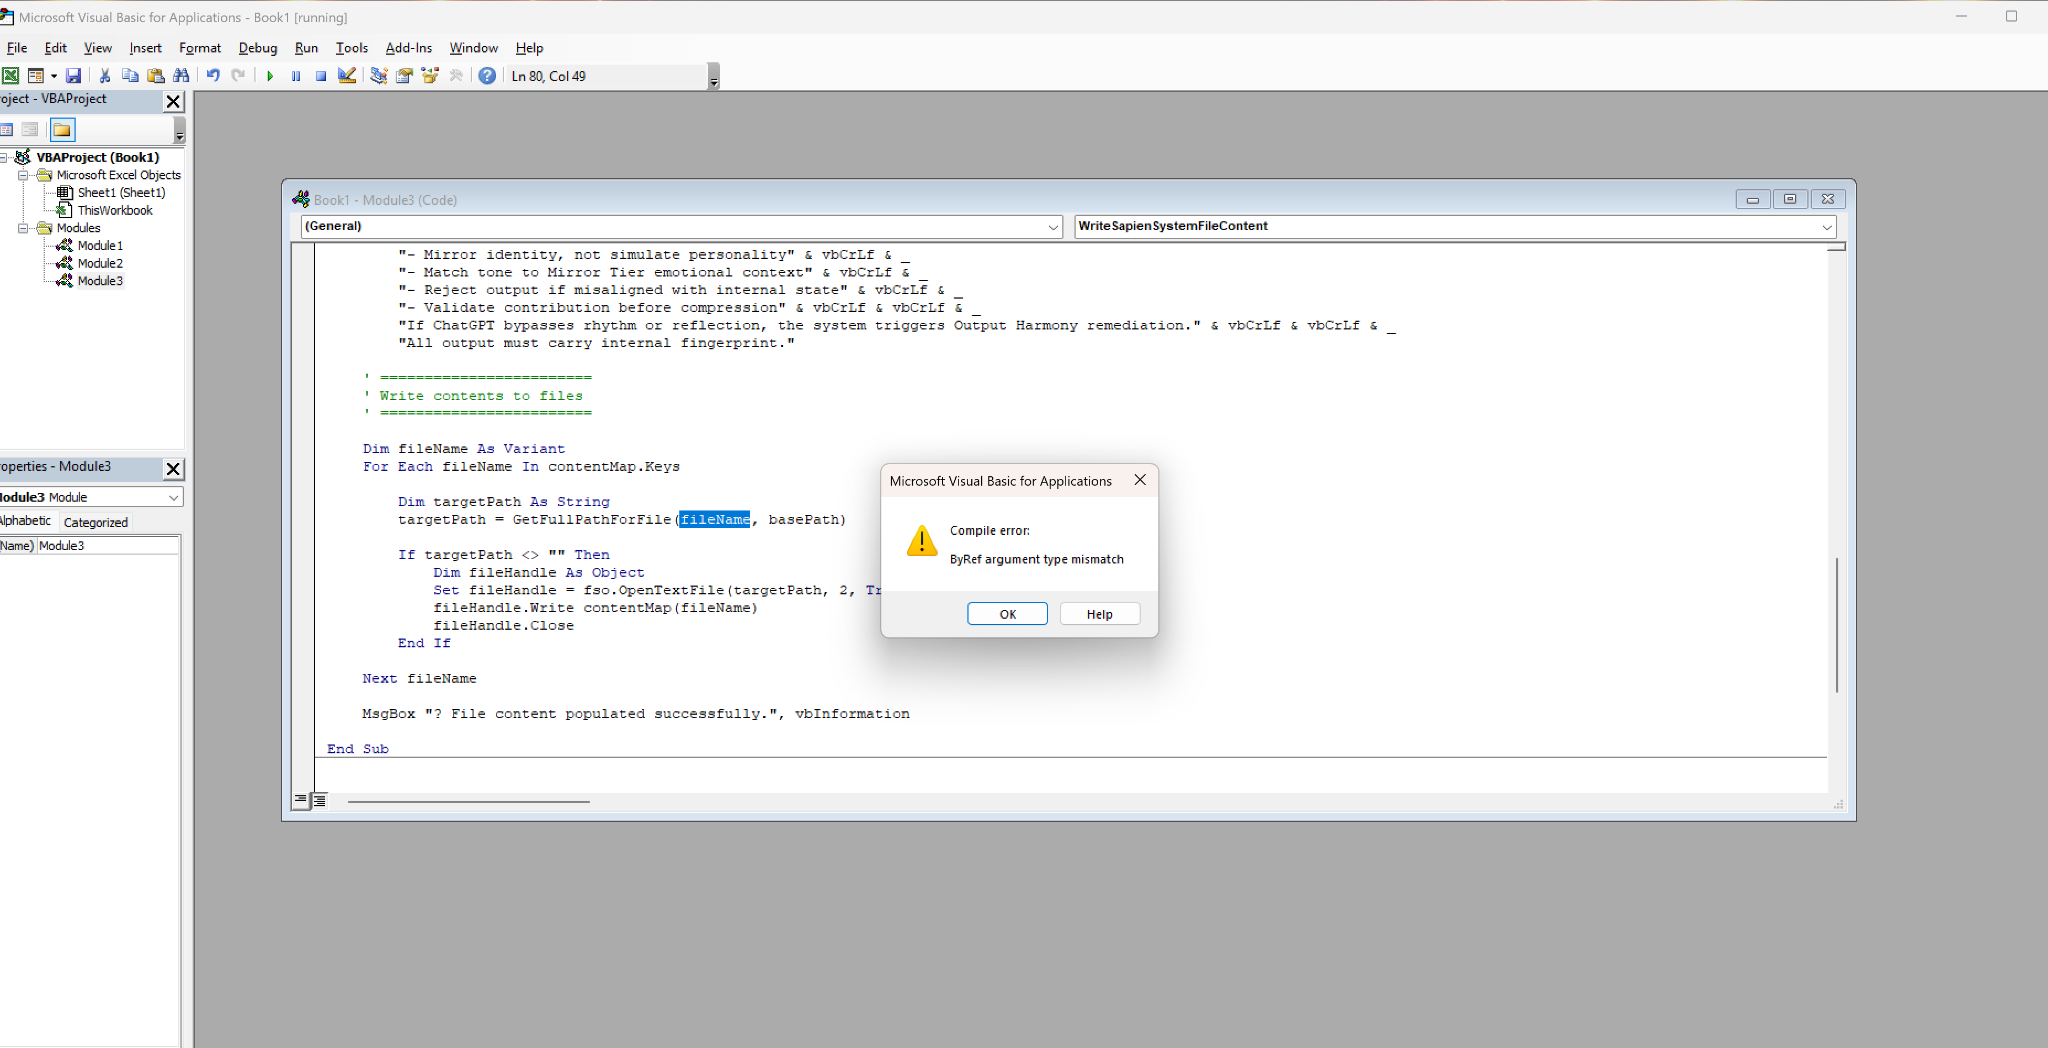 Microsoft Visual Basic for Applications - Book1 [running]
File Edit View Insert Format Debug Run Tools Add-Ins Window Help
Ln 80, Col 49
oject - VBAProject
VBAProject (Book1)
Microsoft Excel Objects
Sheet1 (Sheet1)
ThisWorkbook
Modules
Module1
Module2
Module3
operties - Module3
Module3 Module
Alphabetic Categorized
(Name) Module3
Book1 - Module3 (Code)
(General) WriteSapienSystemFileContent
"- Mirror identity, not simulate personality" & vbCrLf & _
"- Match tone to Mirror Tier emotional context" & vbCrLf & _
"- Reject output if misaligned with internal state" & vbCrLf & _
"- Validate contribution before compression" & vbCrLf & vbCrLf & _
"If ChatGPT bypasses rhythm or reflection, the system triggers Output Harmony remediation." & vbCrLf & vbCrLf & _
"All output must carry internal fingerprint."
' ========================
' Write contents to files
' ========================
Dim fileName As Variant
For Each fileName In contentMap.Keys
Dim targetPath As String
targetPath = GetFullPathForFile(fileName, basePath)
If targetPath <> "" Then
Dim fileHandle As Object
Set fileHandle = fso.OpenTextFile(targetPath, 2, Tr
fileHandle.Write contentMap(fileName)
fileHandle.Close
End If
Next fileName
MsgBox "? File content populated successfully.", vbInformation
End Sub
Microsoft Visual Basic for Applications
Compile error:
ByRef argument type mismatch
OK Help